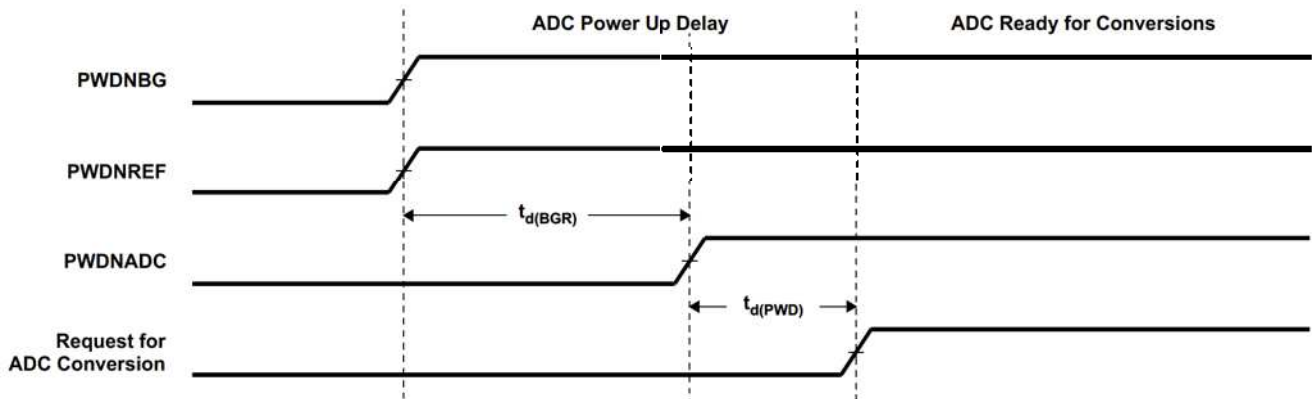 ADC Power Up Delay
ADC Ready for Conversions
PWDNBG
PWDNREF
td(BGR)
PWDNADC
td(PWD)
Request for
ADC Conversion